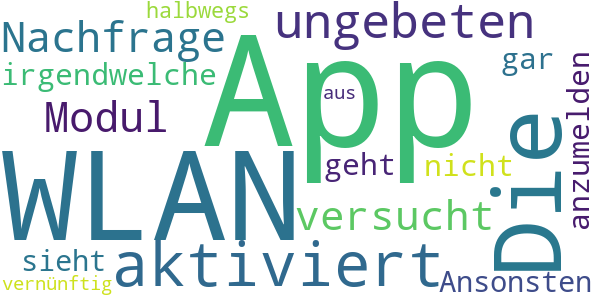 halbwegs
ungebeten
Nachfrage
App
gar
irgendwelche
aus
Modul
Die
anzumelden
WLAN
geht
nicht
versucht
sieht
aktiviert
vernünftig
Ansonsten